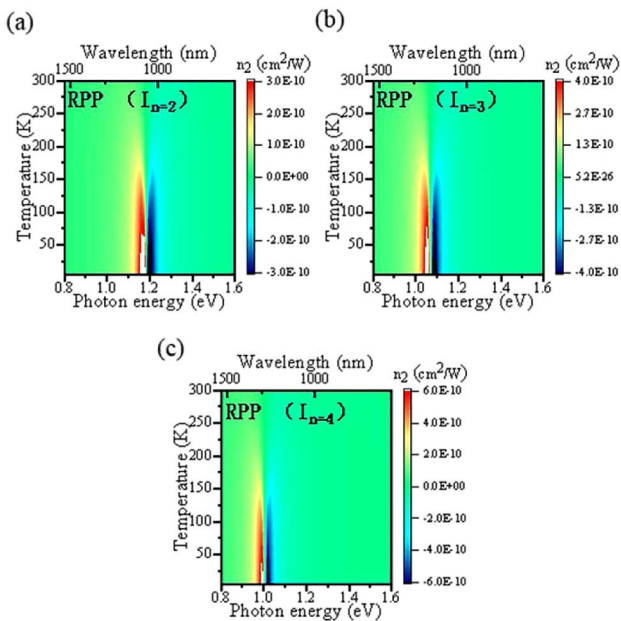 (a)
Wavelength (nm)
1500 1000
n2 (cm2/W)
RPP (In=2)
Temperature (K)
300
250
200
150
100
50
3.0E-10
2.0E-10
1.0E-10
0.0E+00
-1.0E-10
-2.0E-10
-3.0E-10
0.8 1.0 1.2 1.4 1.6
Photon energy (eV)
(b)
Wavelength (nm)
1500 1000
n2 (cm2/W)
RPP (In=3)
Temperature (K)
300
250
200
150
100
50
4.0E-10
2.7E-10
1.3E-10
5.2E-26
-1.3E-10
-2.7E-10
-4.0E-10
0.8 1.0 1.2 1.4 1.6
Photon energy (eV)
(c)
Wavelength (nm)
1500 1000
n2 (cm2/W)
RPP (In=4)
Temperature (K)
300
250
200
150
100
50
6.0E-10
4.0E-10
2.0E-10
0.0E+00
-2.0E-10
-4.0E-10
-6.0E-10
0.8 1.0 1.2 1.4 1.6
Photon energy (eV)